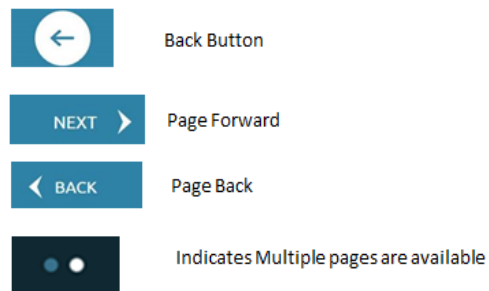 Back Button
NEXT Page Forward
BACK Page Back
Indicates Multiple pages are available